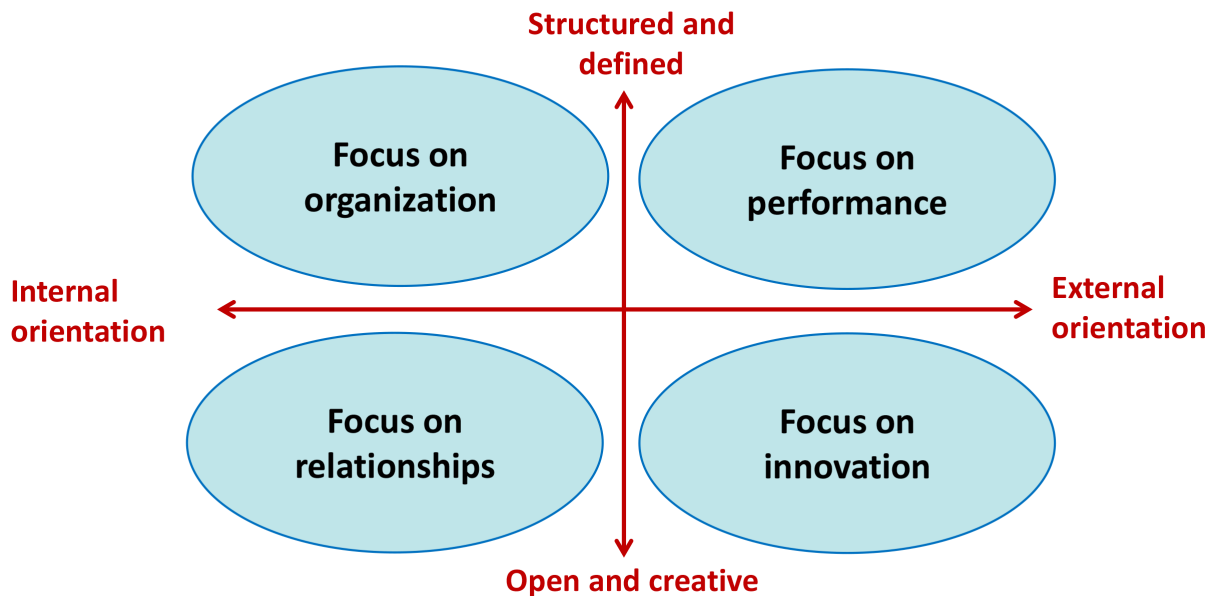 Structured and
defined
Focus on
organization
Focus on
performance
Internal
orientation
External
orientation
Focus on
relationships
Focus on
innovation
Open and creative